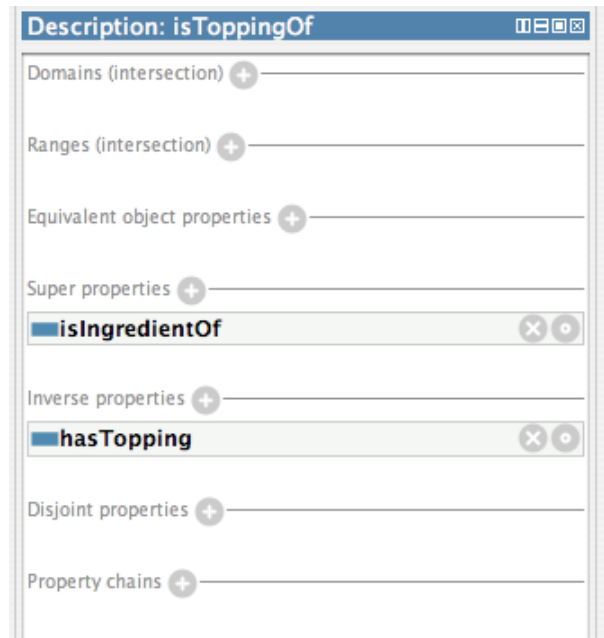 Description: isToppingOf
Domains (intersection)
Ranges (intersection)
Equivalent object properties
Super properties
isIngredientOf
Inverse properties
hasTopping
Disjoint properties
Property chains